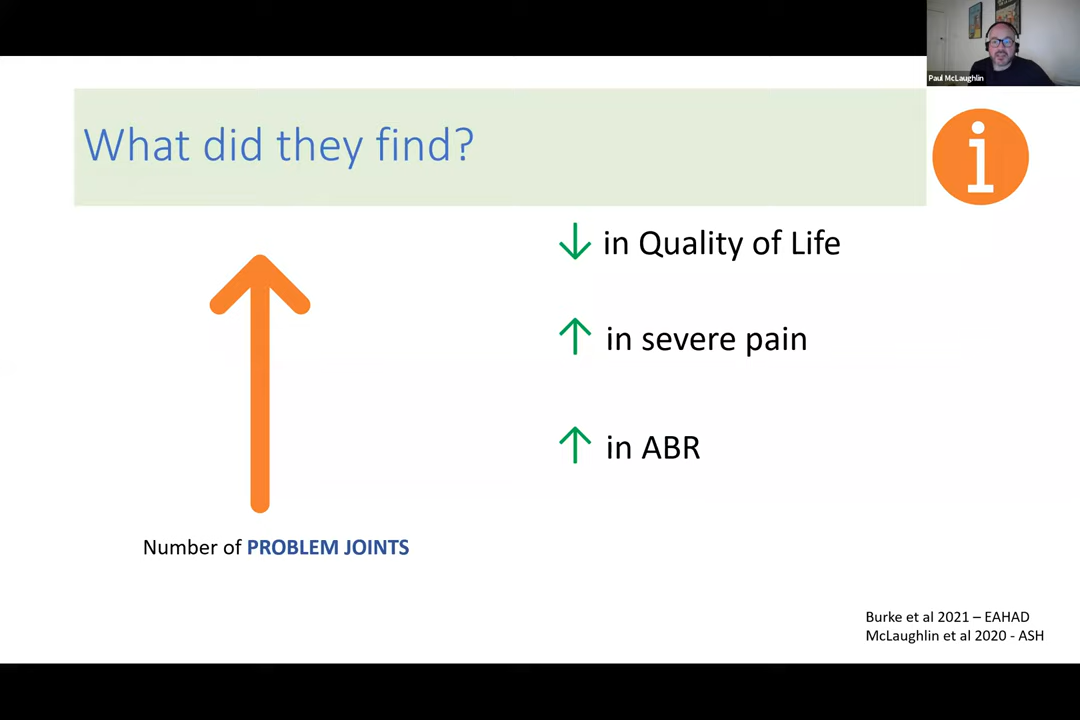 Paul McLaughlin
What did they find?
i
↓ in Quality of Life
↑ in severe pain
↑ in ABR
Number of PROBLEM JOINTS
Burke et al 2021 – EAHAD
McLaughlin et al 2020 - ASH